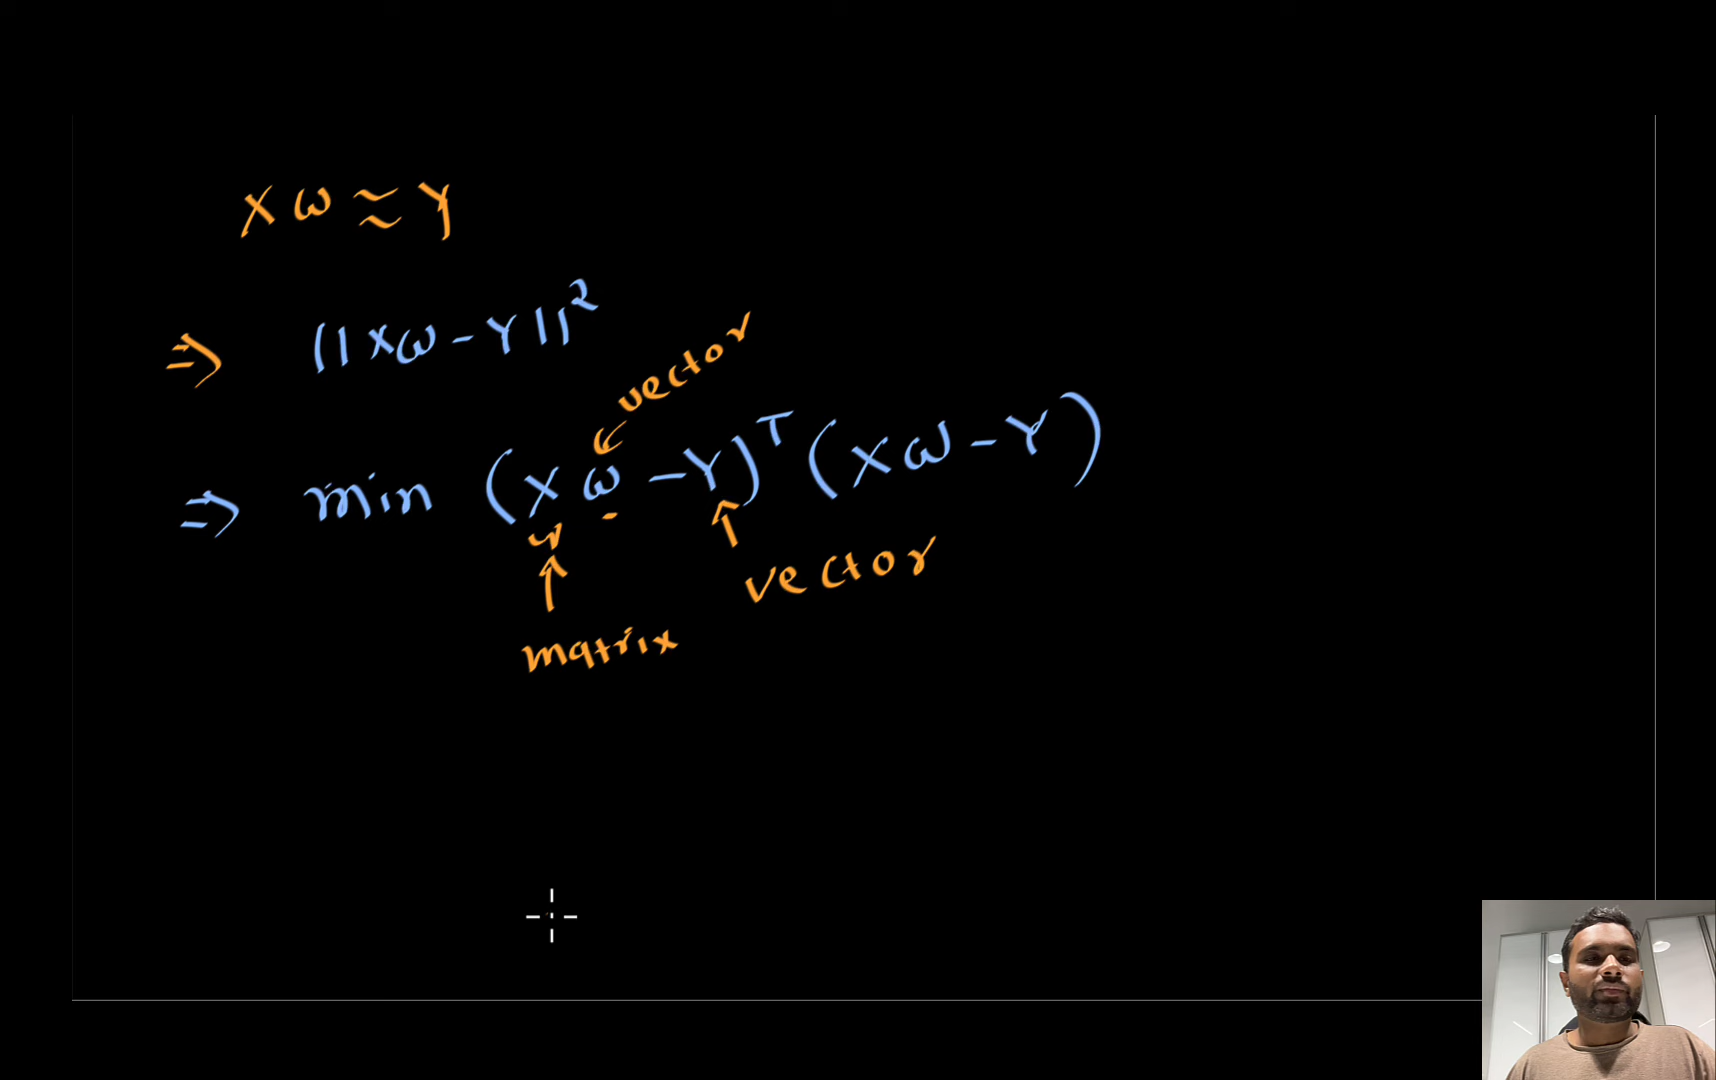 Xω ≈ Y
⇒ ||Xω - Y||²
vector
⇒ min (Xω - Y)ᵀ(Xω - Y)
vector
matrix